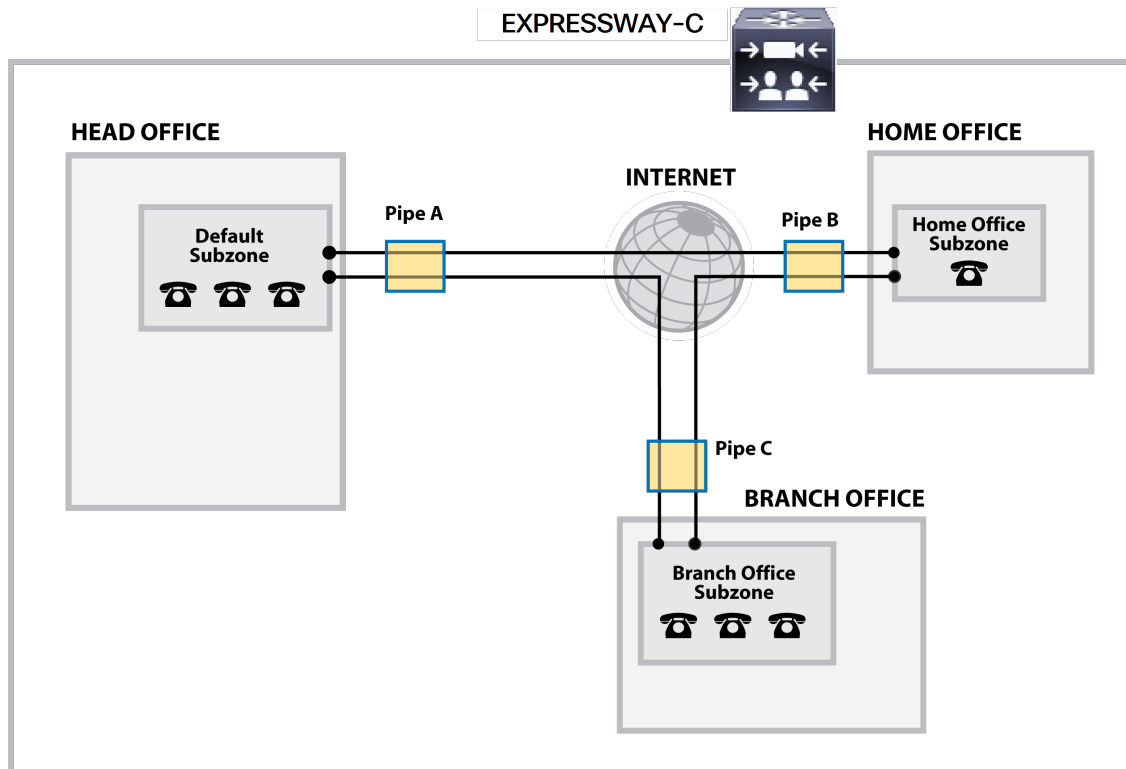 EXPRESSWAY-C
HEAD OFFICE
HOME OFFICE
INTERNET
Pipe A
Pipe B
Default
Subzone
Home Office
Subzone
Pipe C
BRANCH OFFICE
Branch Office
Subzone